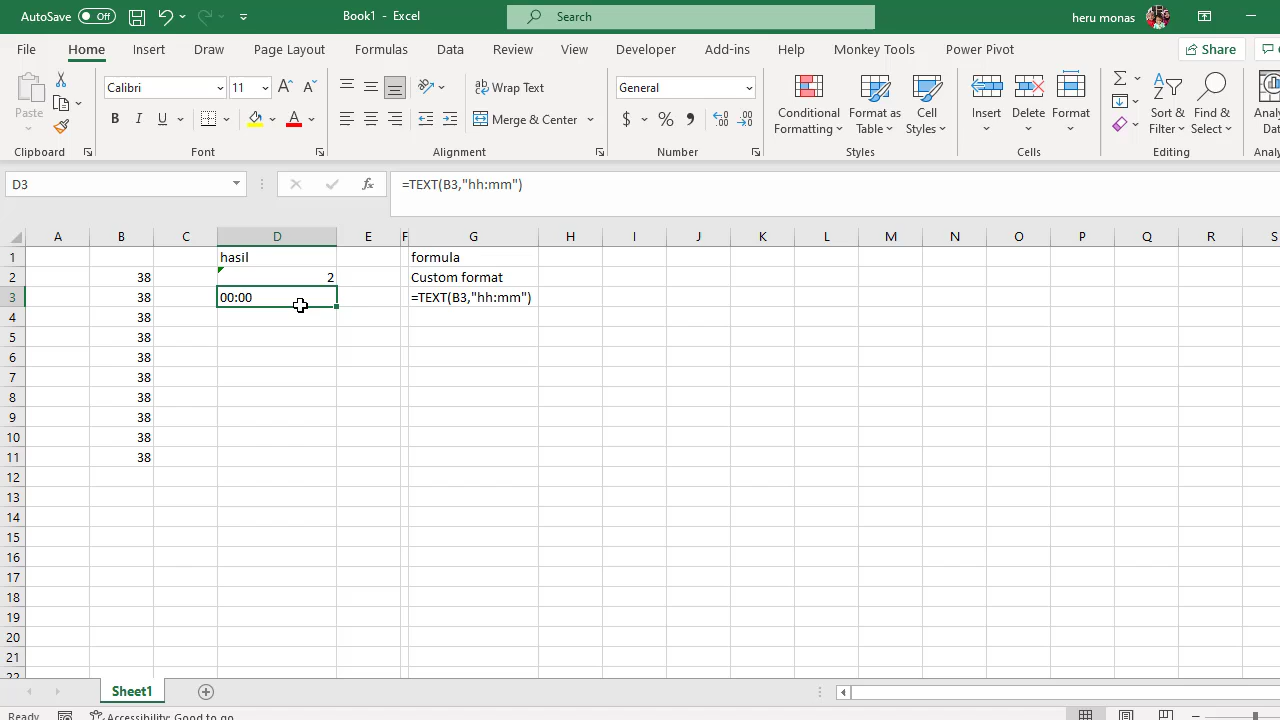 AutoSave Off Book1 - Excel Search heru monas
File Home Insert Draw Page Layout Formulas Data Review View Developer Add-ins Help Monkey Tools Power Pivot Share
Paste Calibri 11 A A Wrap Text General Conditional Formatting Format as Table Cell Styles Insert Delete Format Sort & Filter Find & Select
B I U A Merge & Center $ % 9
Clipboard Font Alignment Number Styles Cells Editing
D3 fx =TEXT(B3,"hh:mm")
A B C D E F G H I J K L M N O P Q R S
1 hasil formula
2 38 2 Custom format
3 38 00:00 =TEXT(B3,"hh:mm")
4 38
5 38
6 38
7 38
8 38
9 38
10 38
11 38
12
13
14
15
16
17
18
19
20
21
22
Sheet1
Ready Accessibility: Good to go